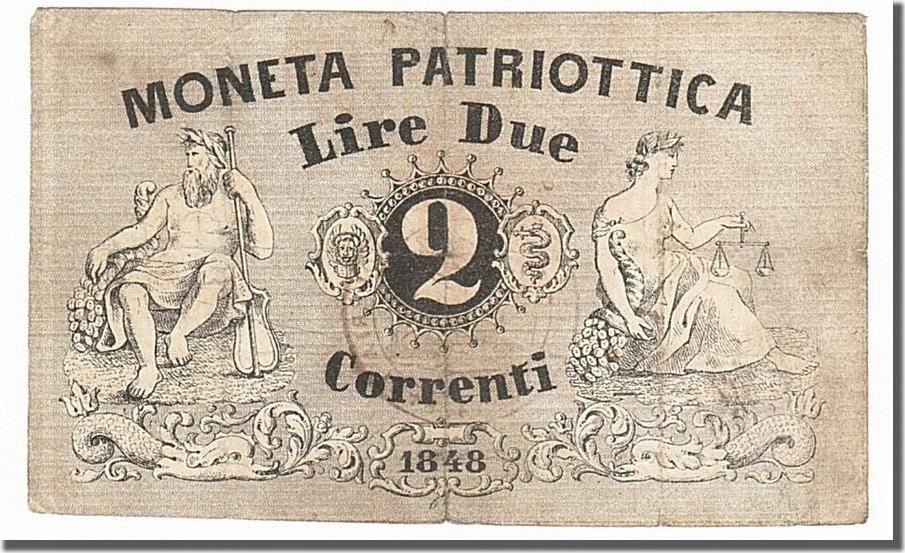 MONETA PATRIOTTICA
Lire Due
2
Correnti
1848